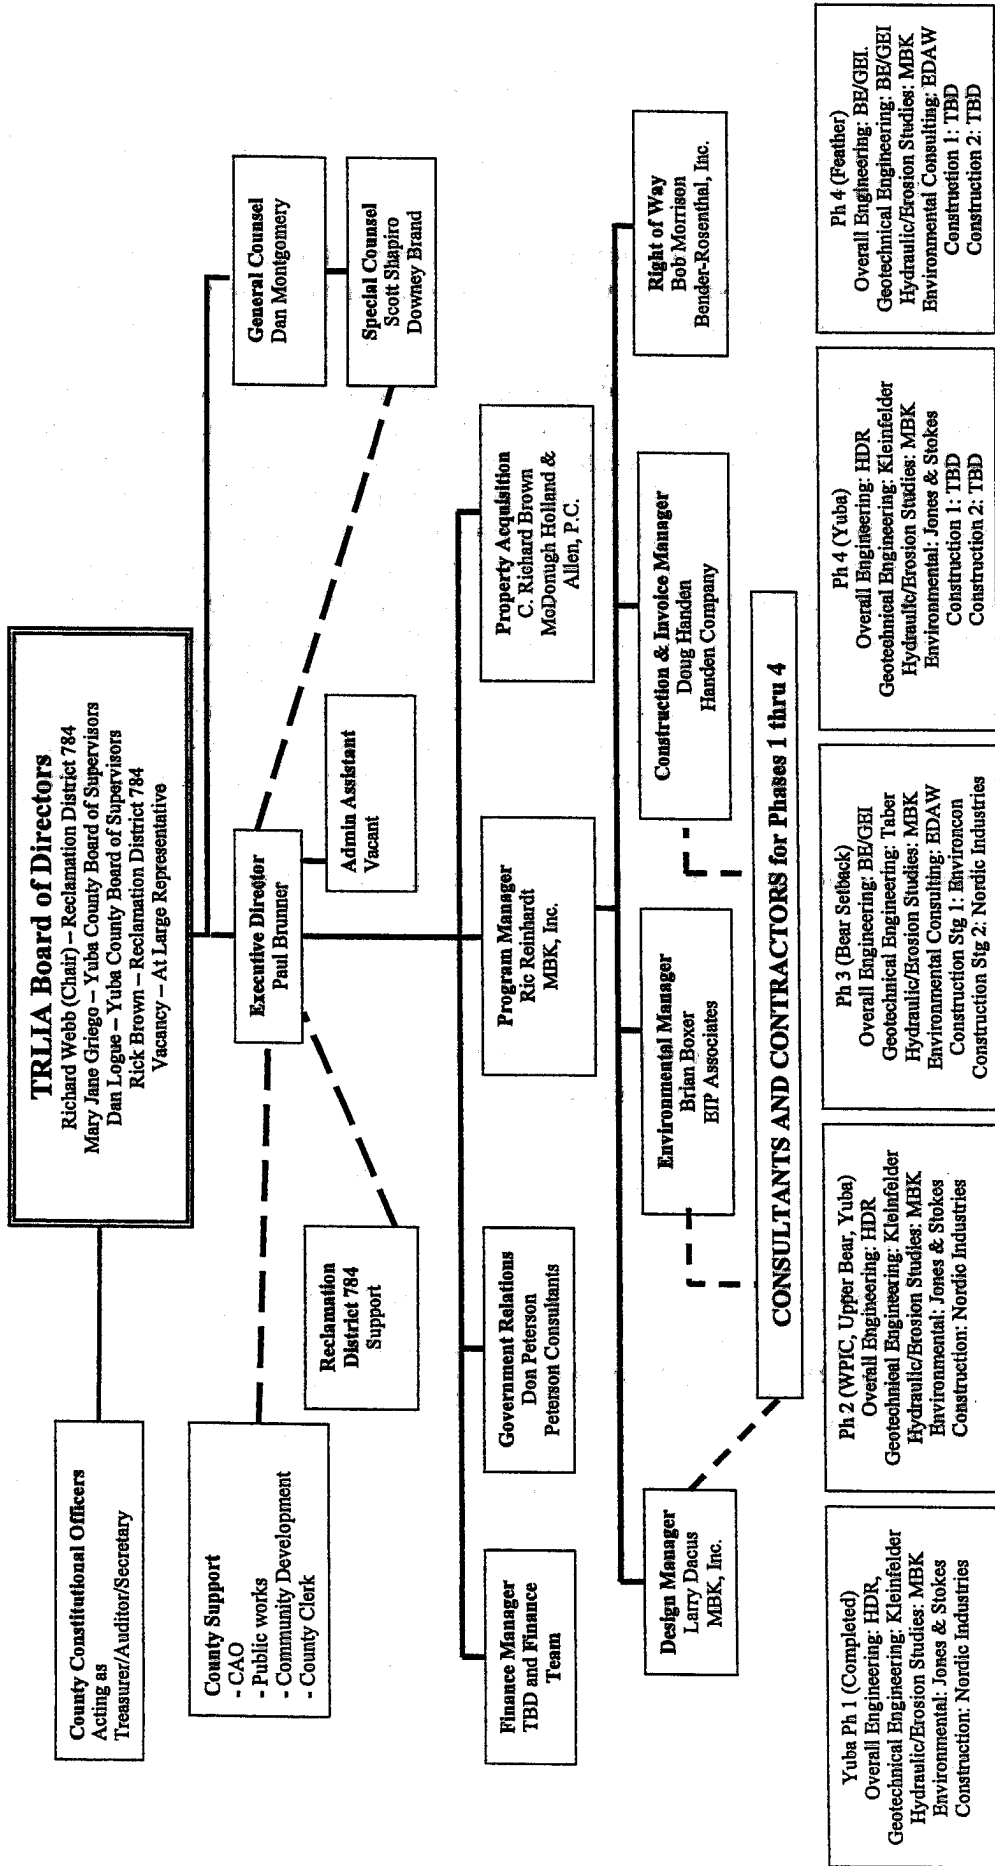 TRLIA Board of Directors
Richard Webb (Chair) – Reclamation District 784
Mary Jane Griego – Yuba County Board of Supervisors
Dan Logue – Yuba County Board of Supervisors
Rick Brown – Reclamation District 784
Vacancy – At Large Representative
County Constitutional Officers
Acting as
Treasurer/Auditor/Secretary
General Counsel
Dan Montgomery
Special Counsel
Scott Shapiro
Downey Brand
County Support
- CAO
- Public works
- Community Development
- County Clerk
Executive Director
Paul Brunner
Reclamation
District 784
Support
Admin Assistant
Vacant
Finance Manager
TBD and Finance
Team
Government Relations
Don Peterson
Peterson Consultants
Program Manager
Ric Reinhardt
MBK, Inc.
Property Acquisition
C. Richard Brown
McDonough Holland &
Allen, P.C.
Design Manager
Larry Dacus
MBK, Inc.
Environmental Manager
Brian Boxer
EIP Associates
Construction & Invoice Manager
Doug Handen
Handen Company
Right of Way
Bob Morrison
Bender-Rosenthal, Inc.
CONSULTANTS AND CONTRACTORS for Phases 1 thru 4
Yuba Ph 1 (Completed)
Overall Engineering: HDR,
Geotechnical Engineering: Kleinfelder
Hydraulic/Erosion Studies: MBK
Environmental: Jones & Stokes
Construction: Nordic Industries
Ph 2 (WPIC, Upper Bear, Yuba)
Overall Engineering: HDR
Geotechnical Engineering: Kleinfelder
Hydraulic/Erosion Studies: MBK
Environmental: Jones & Stokes
Construction: Nordic Industries
Ph 3 (Bear Setback)
Overall Engineering: BE/GEI
Geotechnical Engineering: Taber
Hydraulic/Erosion Studies: MBK
Environmental Consulting: EDAW
Construction Stg 1: Environcon
Construction Stg 2: Nordic Industries
Ph 4 (Yuba)
Overall Engineering: HDR
Geotechnical Engineering: Kleinfelder
Hydraulic/Erosion Studies: MBK
Environmental: Jones & Stokes
Construction 1: TBD
Construction 2: TBD
Ph 4 (Feather)
Overall Engineering: BE/GEI.
Geotechnical Engineering: BE/GEI
Hydraulic/Erosion Studies: MBK
Environmental Consulting: EDAW
Construction 1: TBD
Construction 2: TBD